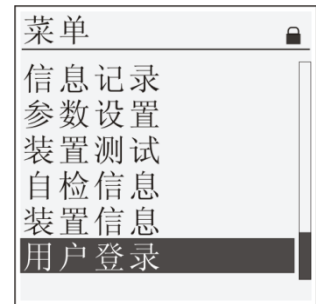 菜单
信息记录
参数设置
装置测试
自检信息
装置信息
用户登录